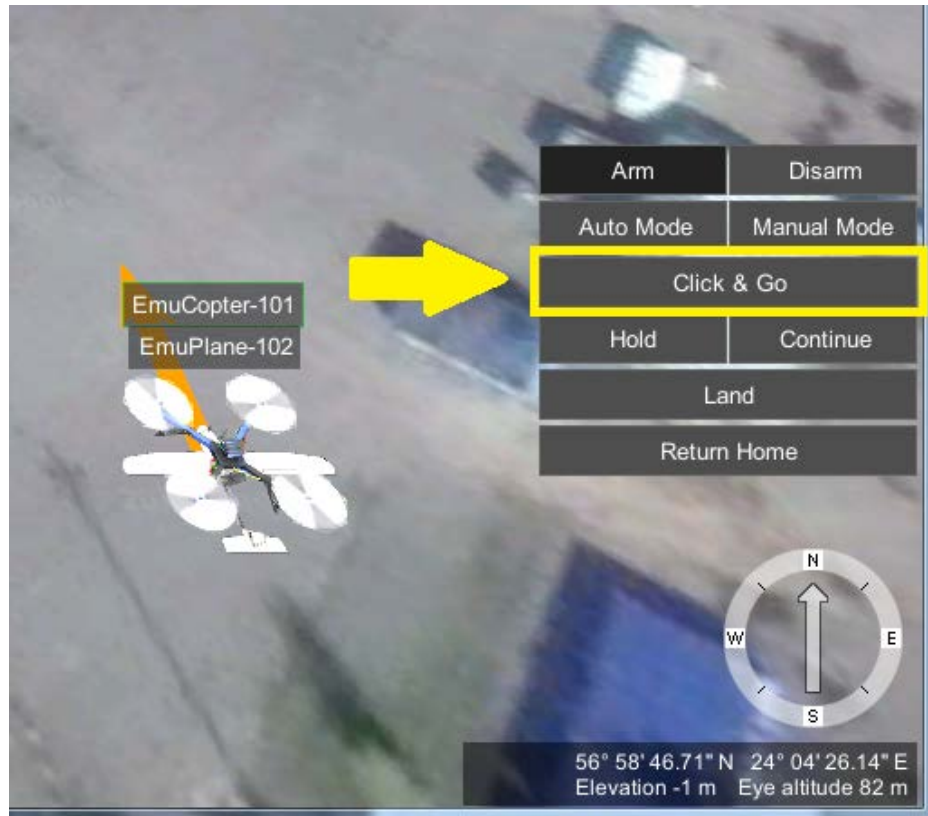 Arm Disarm
Auto Mode Manual Mode
Click & Go
EmuCopter-101
Hold Continue
EmuPlane-102
Land
Return Home
N
W E
S
56° 58' 46.71" N 24° 04' 26.14" E
Elevation -1 m Eye altitude 82 m